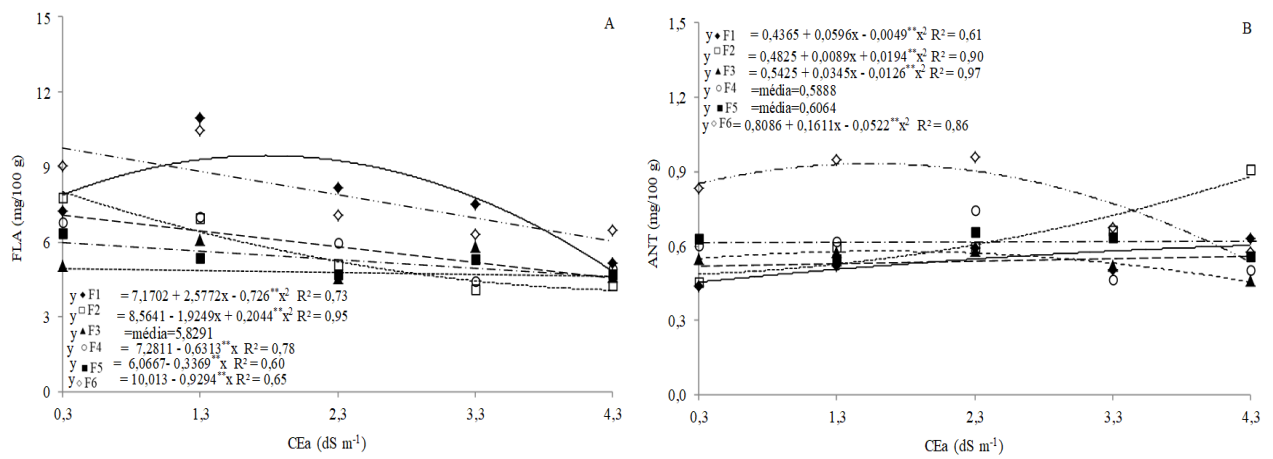 A
15
12
9
6
3
0
FLA (mg/100 g)
y F1 = 7,1702 + 2,5772x - 0,726**x² R² = 0,73
y F2 = 8,5641 - 1,9249x + 0,2044**x² R² = 0,95
y F3 =média=5,8291
y F4 = 7,2811 - 0,6313**x R² = 0,78
y F5 = 6,0667- 0,3369**x R² = 0,60
y F6 = 10,013 - 0,9294**x R² = 0,65
0,3 1,3 2,3 3,3 4,3
CEa (dS m-1)
B
1,5
1,2
0,9
0,6
0,3
0,0
ANT (mg/100 g)
y F1 = 0,4365 + 0,0596x - 0,0049**x² R² = 0,61
y F2 = 0,4825 + 0,0089x + 0,0194**x² R² = 0,90
y F3 = 0,5425 + 0,0345x - 0,0126**x² R² = 0,97
y F4 =média=0,5888
y F5 =média=0,6064
y F6 = 0,8086 + 0,1611x - 0,0522**x² R² = 0,86
0,3 1,3 2,3 3,3 4,3
CEa (dS m-1)